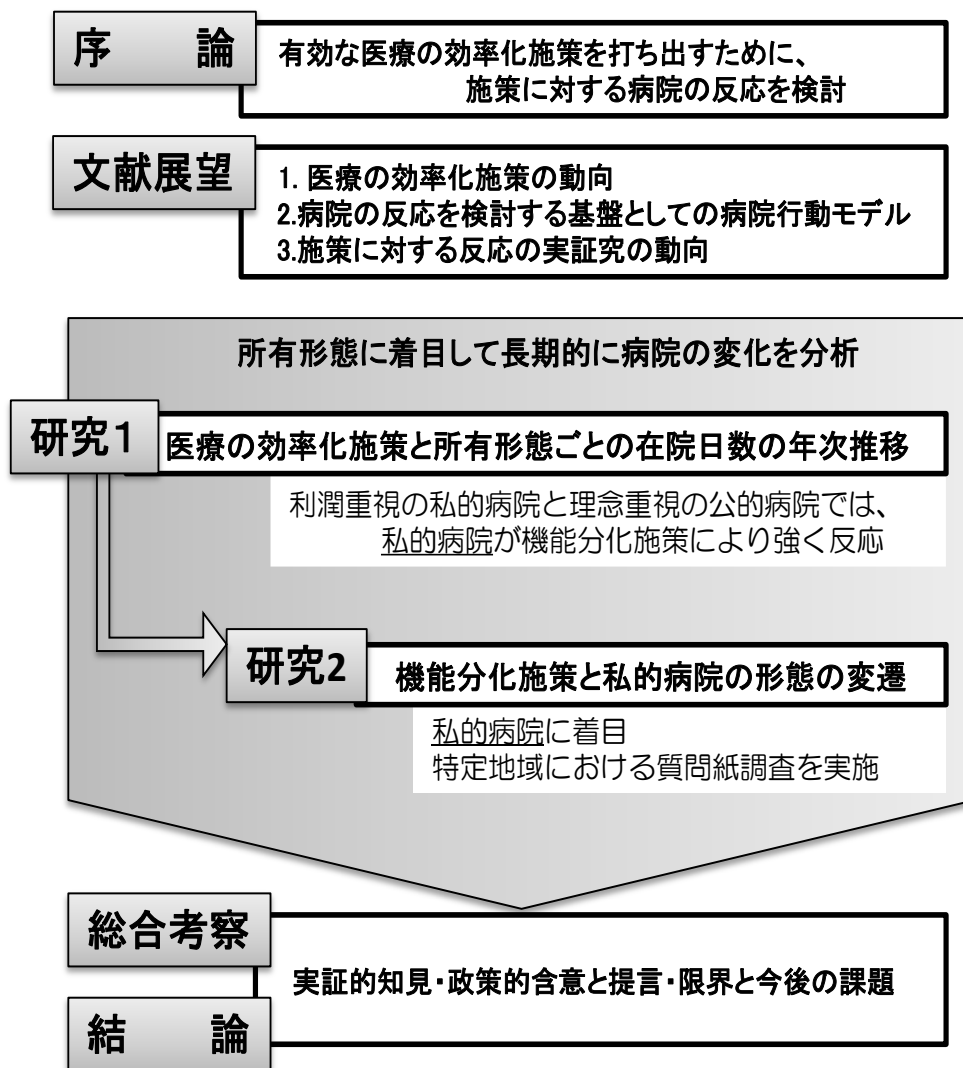 序　　論
有効な医療の効率化施策を打ち出すために、
施策に対する病院の反応を検討
文献展望
1. 医療の効率化施策の動向
2.病院の反応を検討する基盤としての病院行動モデル
3.施策に対する反応の実証究の動向
所有形態に着目して長期的に病院の変化を分析
研究１
医療の効率化施策と所有形態ごとの在院日数の年次推移
利潤重視の私的病院と理念重視の公的病院では、
私的病院が機能分化施策により強く反応
研究2
機能分化施策と私的病院の形態の変遷
私的病院に着目
特定地域における質問紙調査を実施
総合考察
実証的知見・政策的含意と提言・限界と今後の課題
結　　論